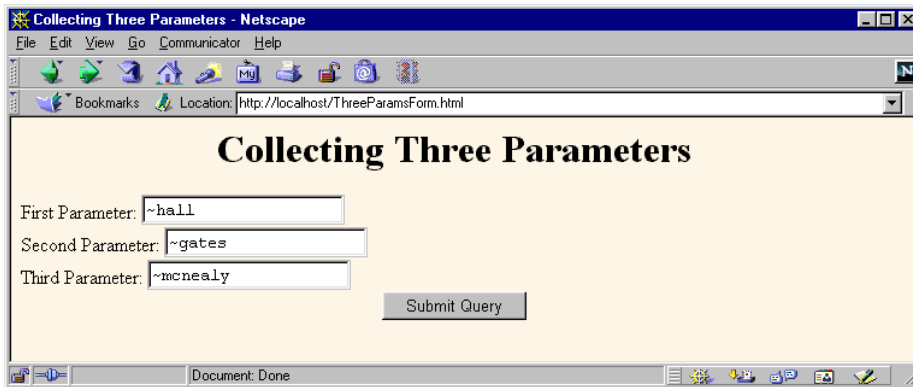 Collecting Three Parameters - Netscape
File Edit View Go Communicator Help
My
N
Bookmarks Location: http://localhost/ThreeParamsForm.html
Collecting Three Parameters
First Parameter: ~hall
Second Parameter: ~gates
Third Parameter: ~mcnealy
Submit Query
Document: Done